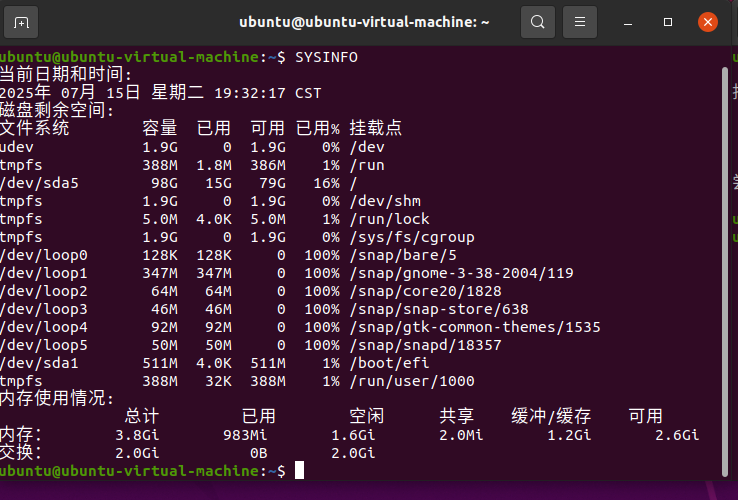 ubuntu@ubuntu-virtual-machine: ~
ubuntu@ubuntu-virtual-machine:~$ SYSINFO
当前日期和时间:
2025年 07月 15日 星期二 19:32:17 CST
磁盘剩余空间:
文件系统 容量 已用 可用 已用% 挂载点
udev 1.9G 0 1.9G 0% /dev
tmpfs 388M 1.8M 386M 1% /run
/dev/sda5 98G 15G 79G 16% /
tmpfs 1.9G 0 1.9G 0% /dev/shm
tmpfs 5.0M 4.0K 5.0M 1% /run/lock
tmpfs 1.9G 0 1.9G 0% /sys/fs/cgroup
/dev/loop0 128K 128K 0 100% /snap/bare/5
/dev/loop1 347M 347M 0 100% /snap/gnome-3-38-2004/119
/dev/loop2 64M 64M 0 100% /snap/core20/1828
/dev/loop3 46M 46M 0 100% /snap/snap-store/638
/dev/loop4 92M 92M 0 100% /snap/gtk-common-themes/1535
/dev/loop5 50M 50M 0 100% /snap/snapd/18357
/dev/sda1 511M 4.0K 511M 1% /boot/efi
tmpfs 388M 32K 388M 1% /run/user/1000
内存使用情况:
总计 已用 空闲 共享 缓冲/缓存 可用
内存: 3.8Gi 983Mi 1.6Gi 2.0Mi 1.2Gi 2.6Gi
交换: 2.0Gi 0B 2.0Gi
ubuntu@ubuntu-virtual-machine:~$